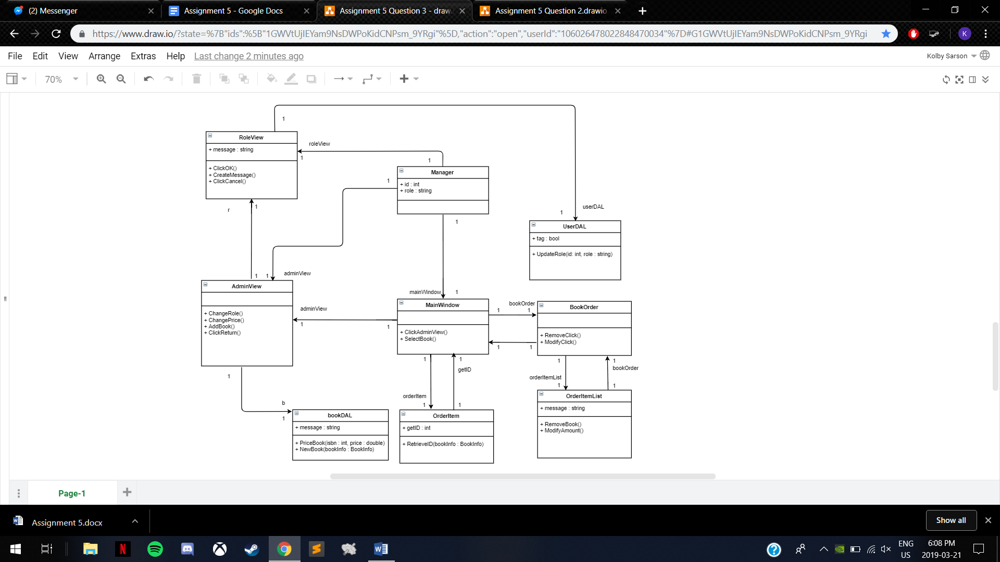 (2) Messenger
Assignment 5 - Google Docs
Assignment 5 Question 3 - draw.
Assignment 5 Question 2.drawio
https://www.draw.io/?state=%7B"ids":%5B"1GWVtUjIEYam9NsDWPoKidCNPsm_9YRgi"%5D,"action":"open","userId":"106026478022848470034"%7D#G1GWVtUjIEYam9NsDWPoKidCNPsm_9YRgi
K
File Edit View Arrange Extras Help Last change 2 minutes ago
Kolby Sarson
70%
1
RoleView
+ message : string
+ ClickOK()
+ CreateMessage()
+ ClickCancel()
roleView
1
1
Manager
+ id : int
+ role : string
1
1
userDAL
1
UserDAL
+ tag : bool
+ UpdateRole(id: int, role : string)
r
1
1
1
adminView
AdminView
+ ChangeRole()
+ ChangePrice()
+ AddBook()
+ ClickReturn()
adminView
1
1
mainWindow
1
MainWindow
+ ClickAdminView()
+ SelectBook()
bookOrder
1
1
1
1
BookOrder
+ RemoveClick()
+ ModifyClick()
1
1
getID
orderItem
1
1
1
1
bookOrder
orderItemList
1
1
1
b
1
bookDAL
+ message : string
+ PriceBook(isbn : int, price : double)
+ NewBook(bookInfo : BookInfo)
OrderItem
+ getID : int
+ RetrieveID(bookInfo : BookInfo)
OrderItemList
+ message : string
+ RemoveBook()
+ ModifyAmount()
Page-1
Assignment 5.docx
Show all
ENG
US
6:08 PM
2019-03-21